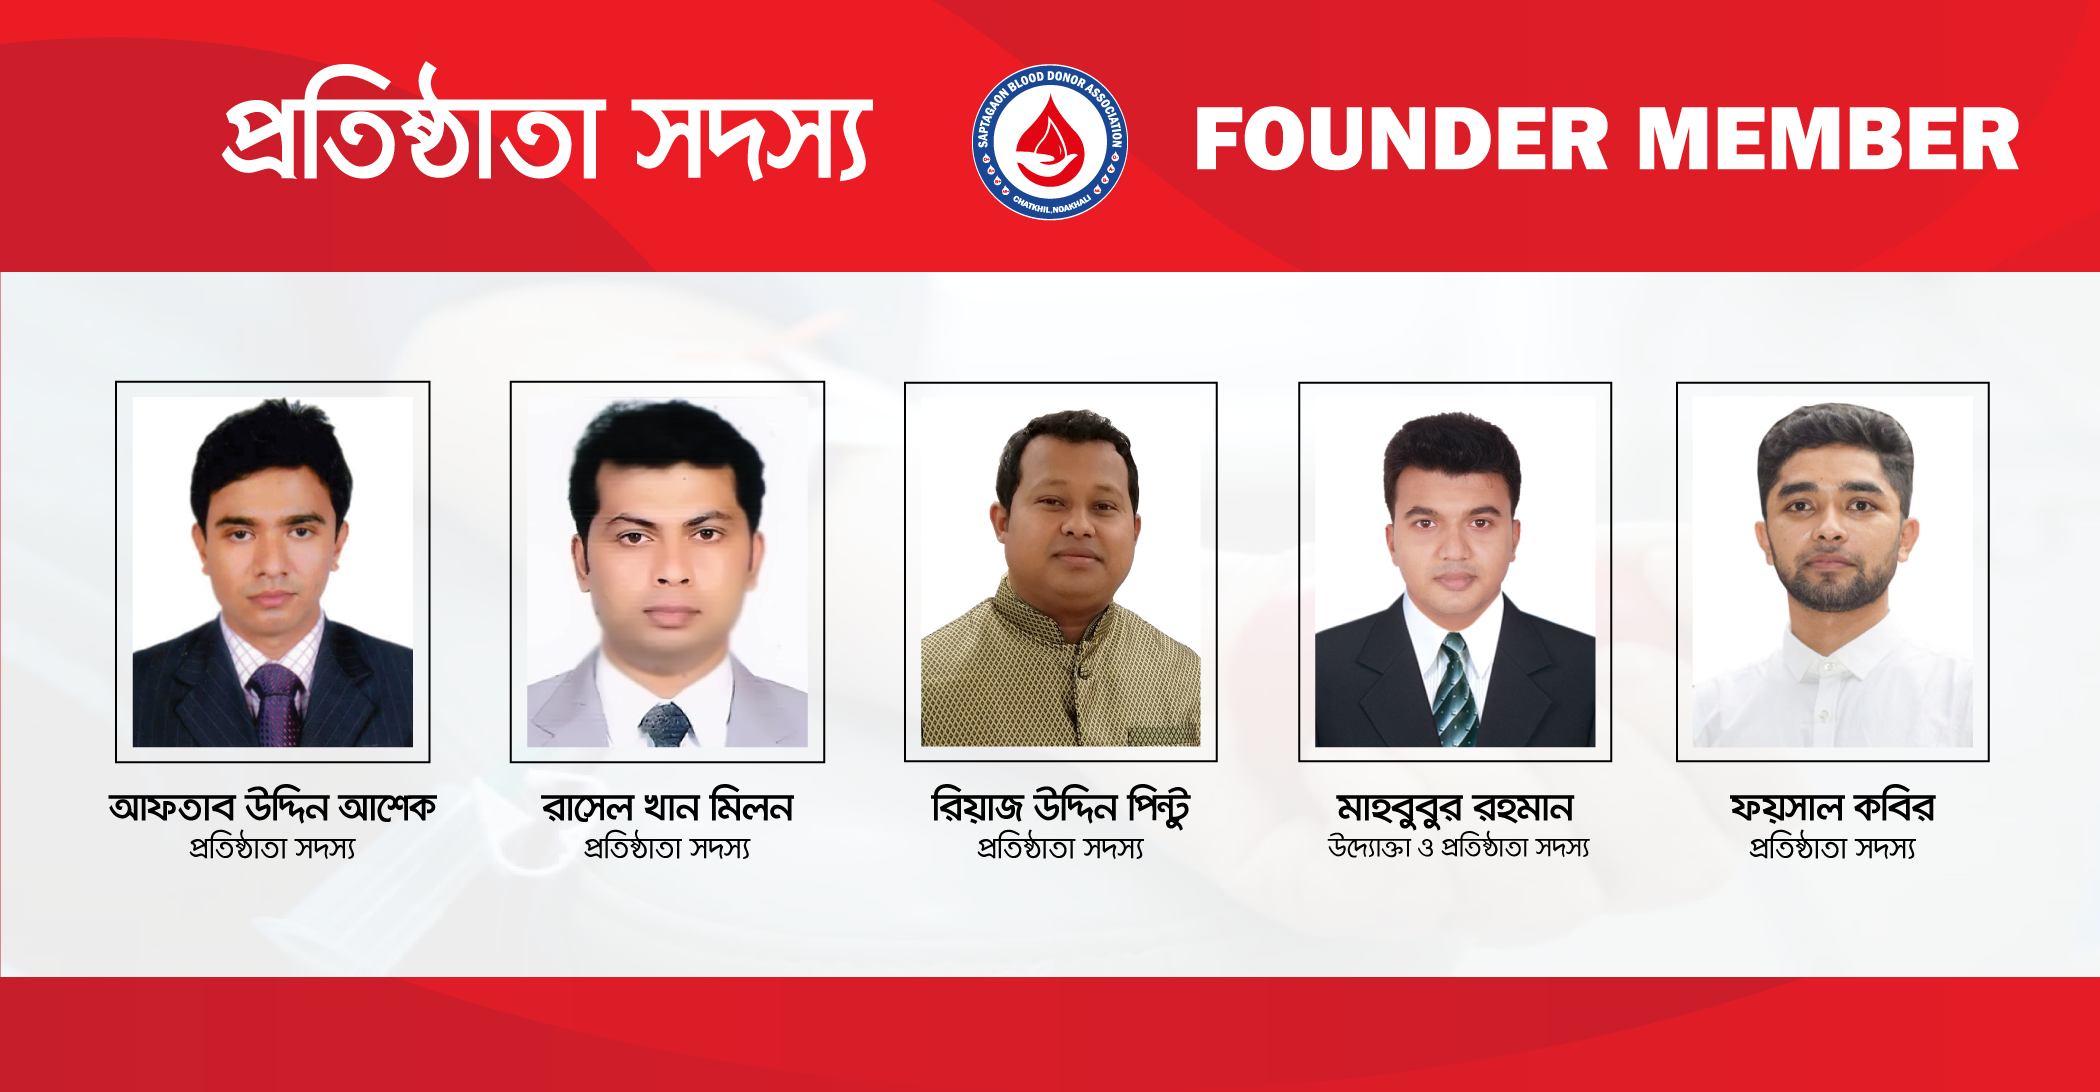 প্রতিষ্ঠাতা সদস্য
SAPTAGAON BLOOD DONOR ASSOCIATION
CHATKHIL,NOAKHALI
FOUNDER MEMBER
আফতাব উদ্দিন আশেক
প্রতিষ্ঠাতা সদস্য
রাসেল খান মিলন
প্রতিষ্ঠাতা সদস্য
রিয়াজ উদ্দিন পিন্টু
প্রতিষ্ঠাতা সদস্য
মাহবুবুর রহমান
উদ্যোক্তা ও প্রতিষ্ঠাতা সদস্য
ফয়সাল কবির
প্রতিষ্ঠাতা সদস্য